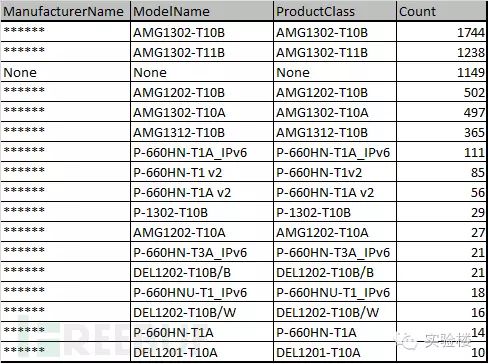 ManufacturerName ModelName ProductClass Count
****** AMG1302-T10B AMG1302-T10B 1744
****** AMG1302-T11B AMG1302-T11B 1238
None None None 1149
****** AMG1202-T10B AMG1202-T10B 502
****** AMG1302-T10A AMG1302-T10A 497
****** AMG1312-T10B AMG1312-T10B 365
****** P-660HN-T1A_IPv6 P-660HN-T1A_IPv6 111
****** P-660HN-T1 v2 P-660HN-T1v2 85
****** P-660HN-T1A v2 P-660HN-T1A v2 56
****** P-1302-T10B P-1302-T10B 29
****** AMG1202-T10A AMG1202-T10A 27
****** P-660HN-T3A_IPv6 P-660HN-T3A_IPv6 21
****** DEL1202-T10B/B DEL1202-T10B/B 21
****** P-660HNU-T1_IPv6 P-660HNU-T1_IPv6 18
****** DEL1202-T10B/W DEL1202-T10B/W 16
****** P-660HN-T1A P-660HN-T1A 14
****** DEL1201-T10A DEL1201-T10A 10
实验楼